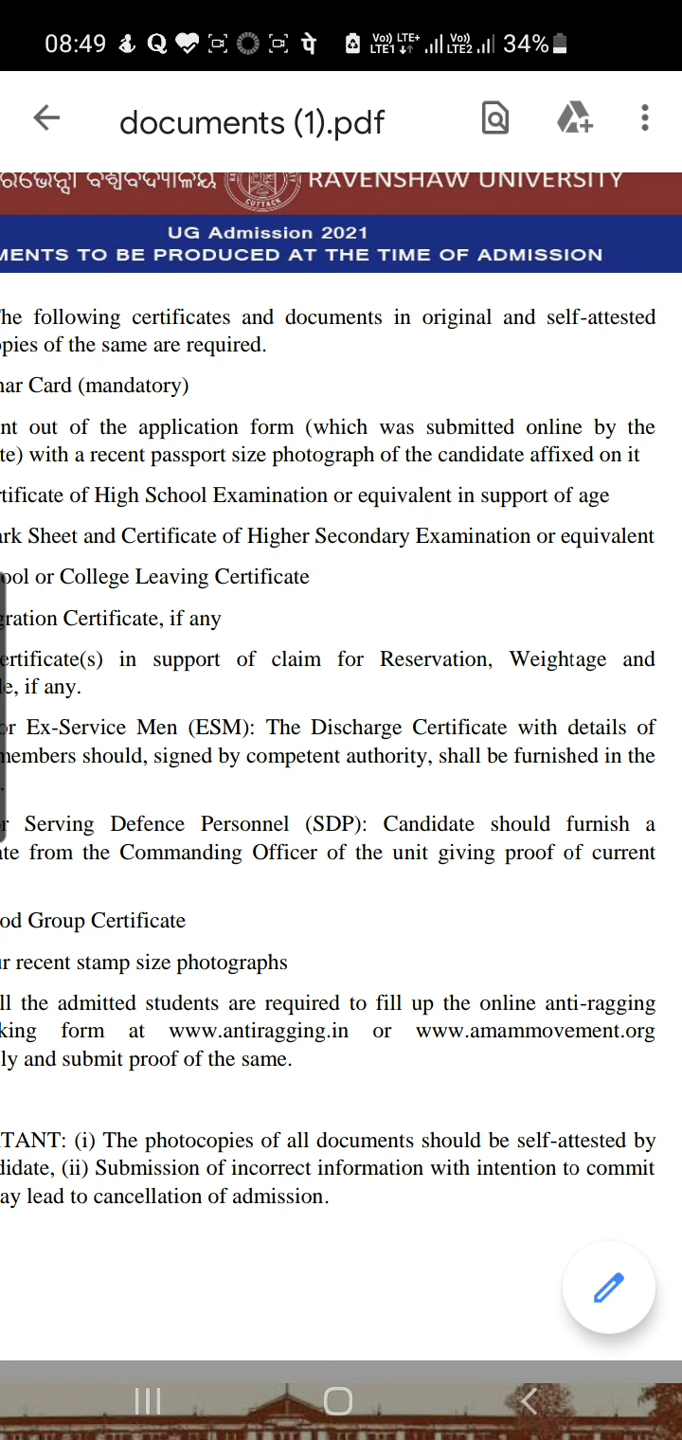 08:49 Vo)) LTE+ LTE1 Vo)) LTE2 34%
documents (1).pdf
RAVENSHAW UNIVERSITY
CUTTACK
UG Admission 2021
MENTS TO BE PRODUCED AT THE TIME OF ADMISSION
he following certificates and documents in original and self-attested
pies of the same are required.
ar Card (mandatory)
nt out of the application form (which was submitted online by the
te) with a recent passport size photograph of the candidate affixed on it
tificate of High School Examination or equivalent in support of age
rk Sheet and Certificate of Higher Secondary Examination or equivalent
ool or College Leaving Certificate
gration Certificate, if any
ertificate(s) in support of claim for Reservation, Weightage and
e, if any.
or Ex-Service Men (ESM): The Discharge Certificate with details of
members should, signed by competent authority, shall be furnished in the
.
r Serving Defence Personnel (SDP): Candidate should furnish a
te from the Commanding Officer of the unit giving proof of current
od Group Certificate
r recent stamp size photographs
ll the admitted students are required to fill up the online anti-ragging
king form at www.antiragging.in or www.amammovement.org
ly and submit proof of the same.
TANT: (i) The photocopies of all documents should be self-attested by
didate, (ii) Submission of incorrect information with intention to commit
ay lead to cancellation of admission.